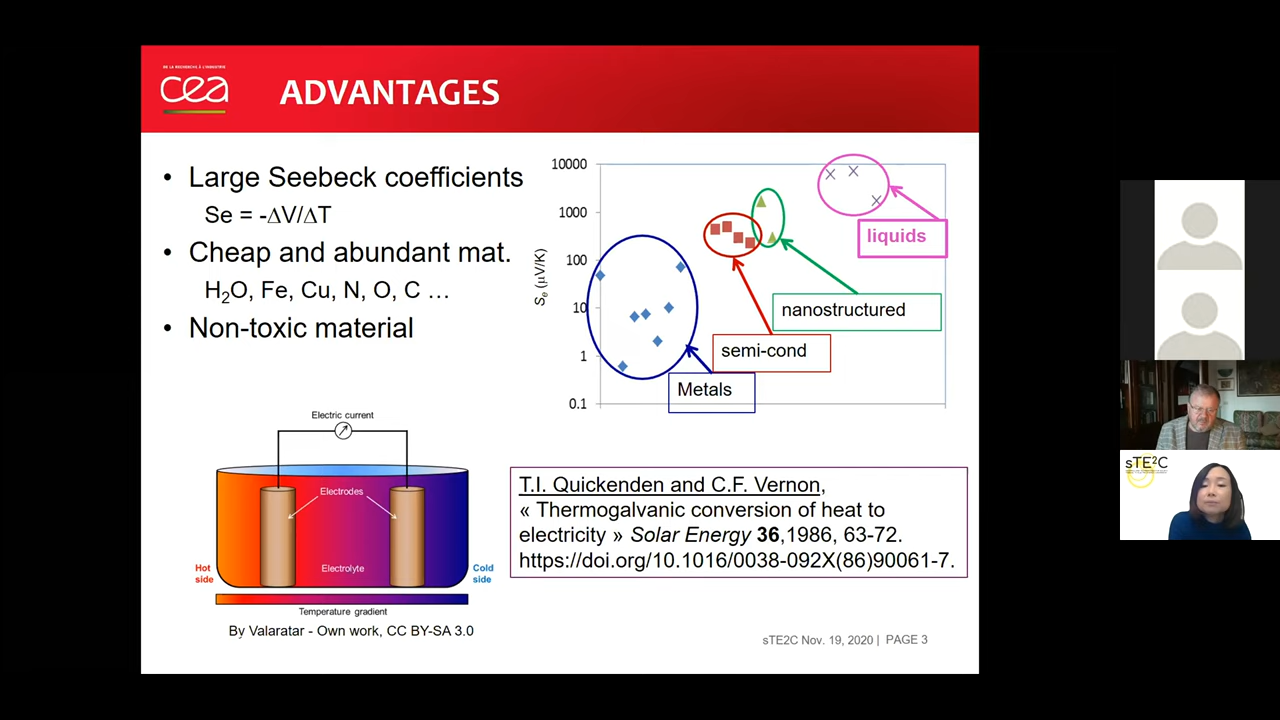 DE LA RECHERCHE À L'INDUSTRIE
cea
ADVANTAGES
• Large Seebeck coefficients
Se = -ΔV/ΔT
• Cheap and abundant mat.
H₂O, Fe, Cu, N, O, C …
• Non-toxic material
10000
1000
100
10
1
0.1
Sₑ (µV/K)
liquids
nanostructured
semi-cond
Metals
Electric current
Electrodes
Hot side
Electrolyte
Cold side
Temperature gradient
By Valaratar - Own work, CC BY-SA 3.0
T.I. Quickenden and C.F. Vernon,
« Thermogalvanic conversion of heat to
electricity » Solar Energy 36,1986, 63-72.
https://doi.org/10.1016/0038-092X(86)90061-7.
sTE2C Nov. 19, 2020 | PAGE 3
sTE²C